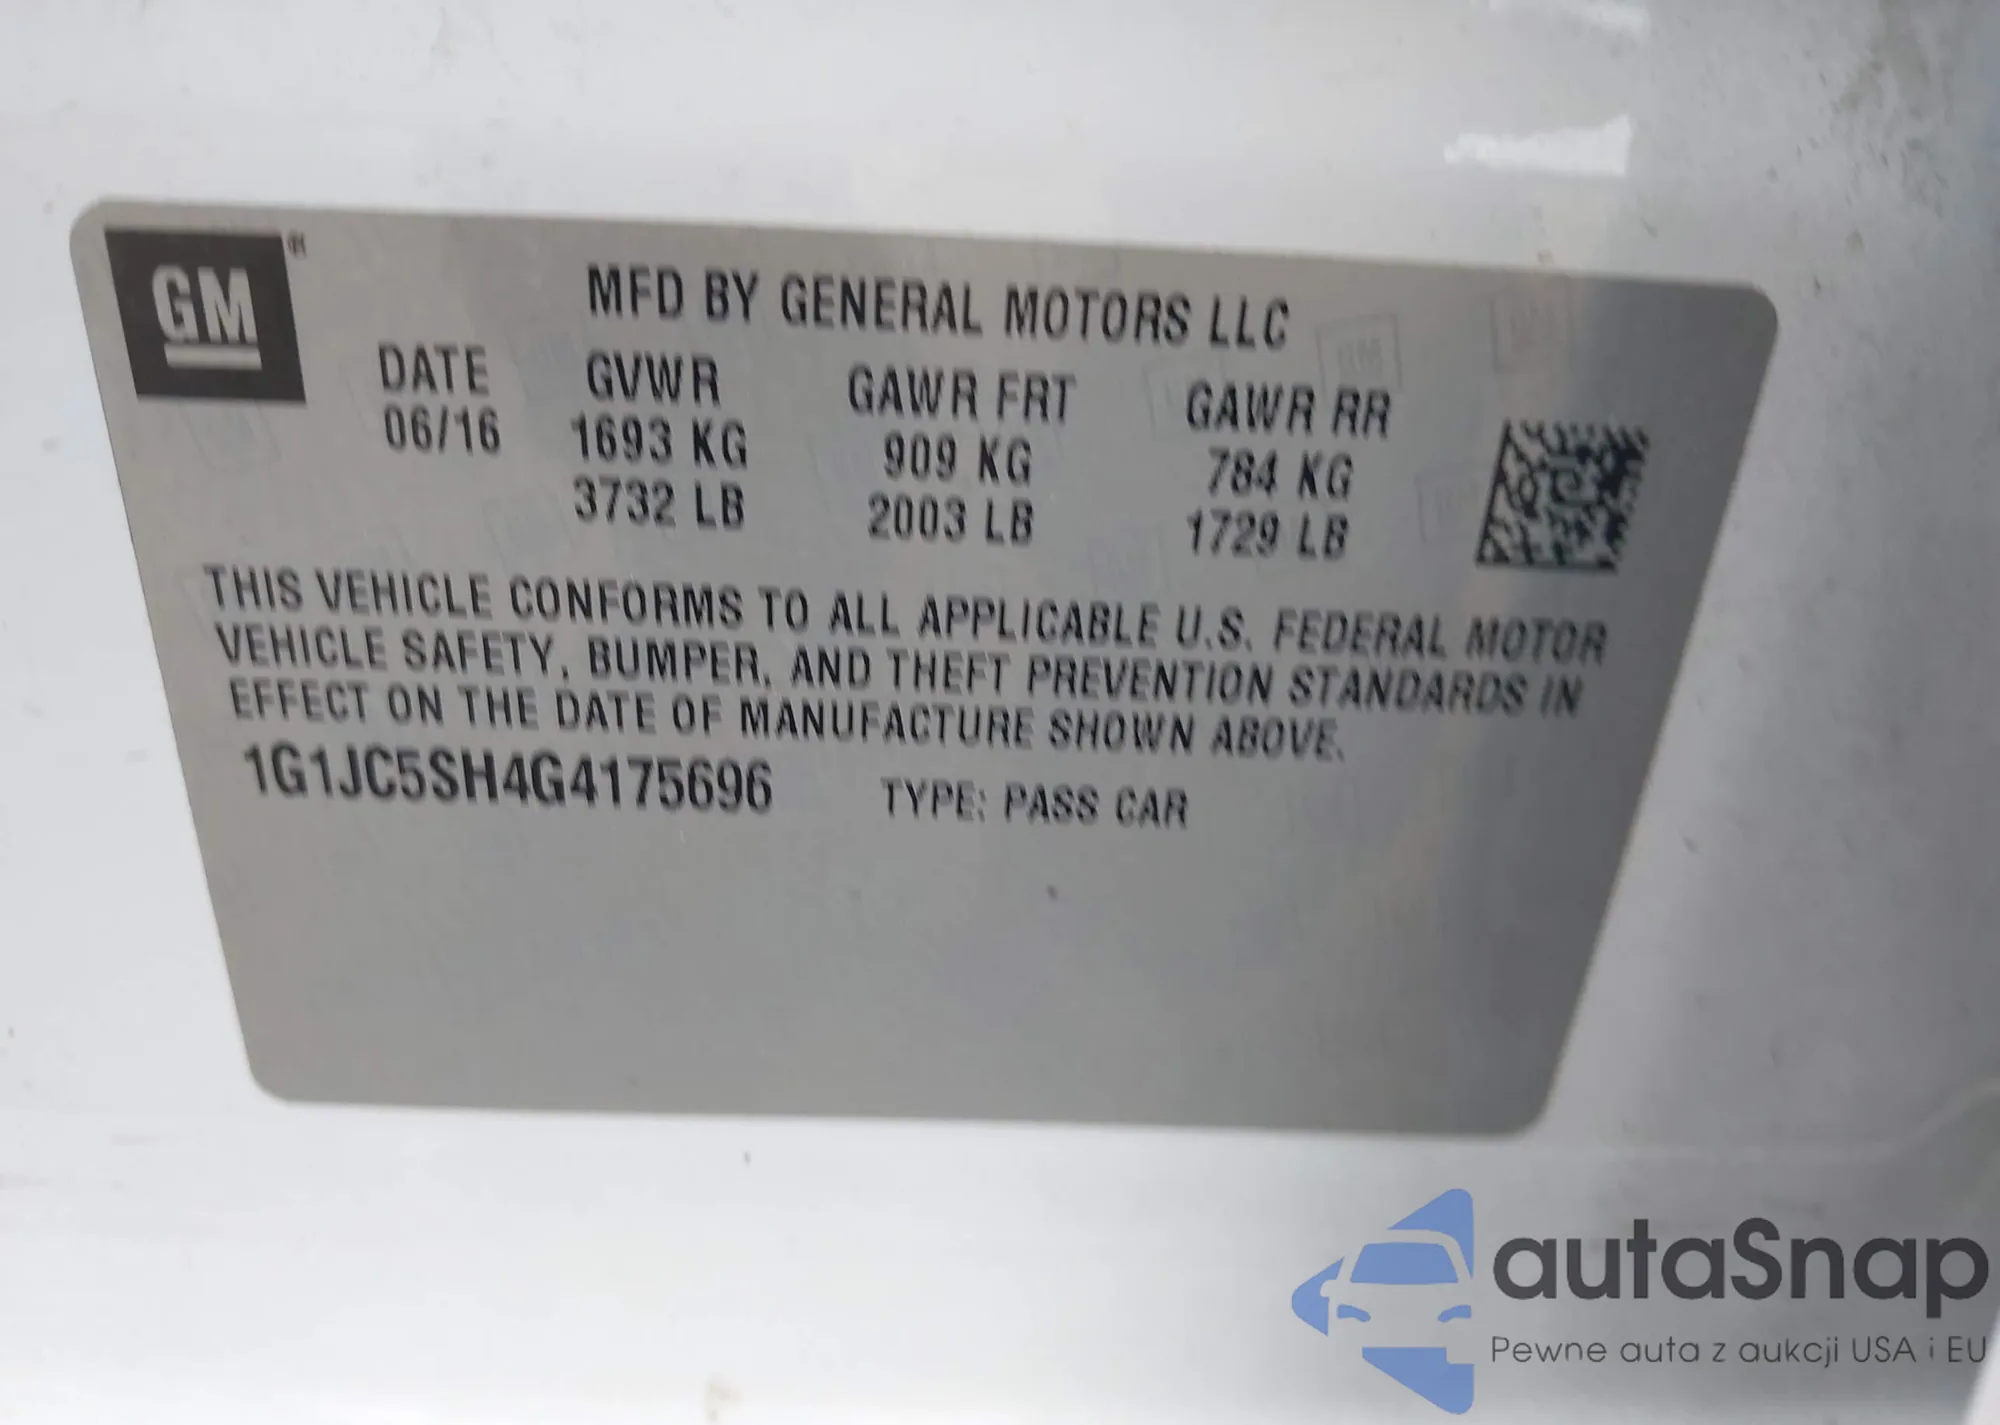 GM®
MFD BY GENERAL MOTORS LLC
DATE GVWR GAWR FRT GAWR RR
06/16 1693 KG 909 KG 784 KG
3732 LB 2003 LB 1729 LB
THIS VEHICLE CONFORMS TO ALL APPLICABLE U.S. FEDERAL MOTOR
VEHICLE SAFETY, BUMPER, AND THEFT PREVENTION STANDARDS IN
EFFECT ON THE DATE OF MANUFACTURE SHOWN ABOVE.
1G1JC5SH4G4175696 TYPE: PASS CAR
autaSnap
Pewne auta z aukcji USA i EU